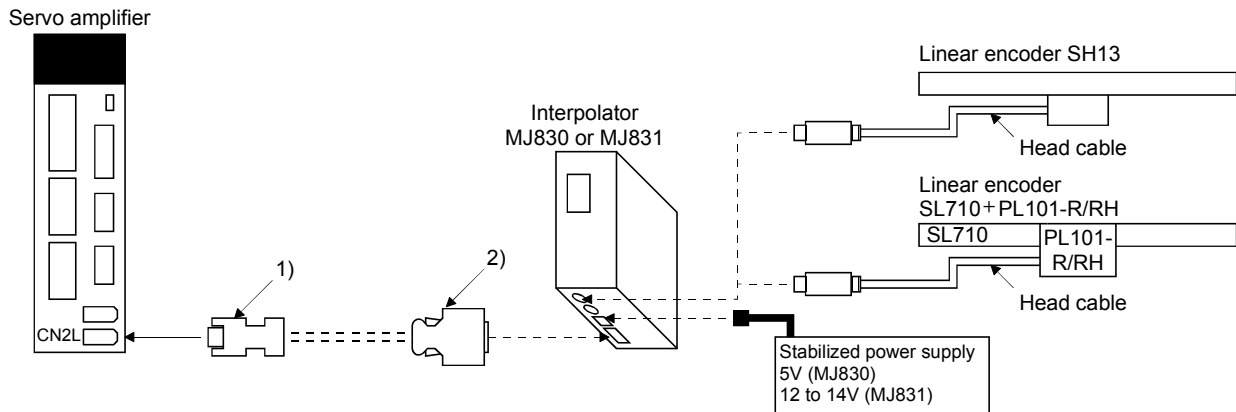 Servo amplifier
CN2L
1)
2)
Interpolator
MJ830 or MJ831
Linear encoder SH13
Head cable
Linear encoder
SL710+PL101-R/RH
SL710
PL101-
R/RH
Head cable
Stabilized power supply
5V (MJ830)
12 to 14V (MJ831)